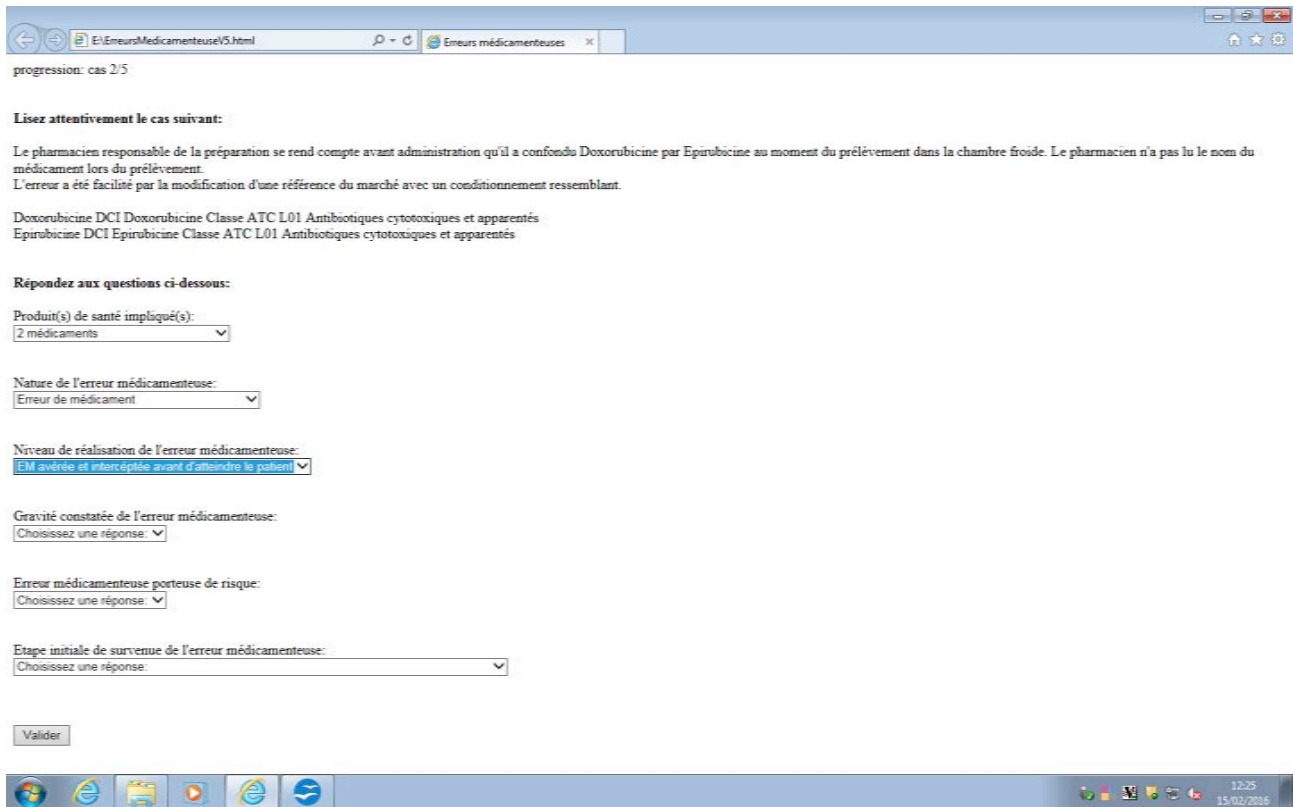 E:\ErreursMedicamenteuseV5.html
Erreurs médicamenteuses
progression: cas 2/5
Lisez attentivement le cas suivant:
Le pharmacien responsable de la préparation se rend compte avant administration qu'il a confondu Doxorubicine par Epirubicine au moment du prélèvement dans la chambre froide. Le pharmacien n'a pas lu le nom du
médicament lors du prélèvement.
L'erreur a été facilité par la modification d'une référence du marché avec un conditionnement ressemblant.
Doxorubicine DCI Doxorubicine Classe ATC L01 Antibiotiques cytotoxiques et apparentés
Epirubicine DCI Epirubicine Classe ATC L01 Antibiotiques cytotoxiques et apparentés
Répondez aux questions ci-dessous:
Produit(s) de santé impliqué(s):
2 médicaments
Nature de l'erreur médicamenteuse:
Erreur de médicament
Niveau de réalisation de l'erreur médicamenteuse:
EM avérée et intercéptée avant d'atteindre le patient
Gravité constatée de l'erreur médicamenteuse:
Choisissez une réponse:
Erreur médicamenteuse porteuse de risque:
Choisissez une réponse:
Etape initiale de survenue de l'erreur médicamenteuse:
Choisissez une réponse:
Valider
12:25
15/02/2016